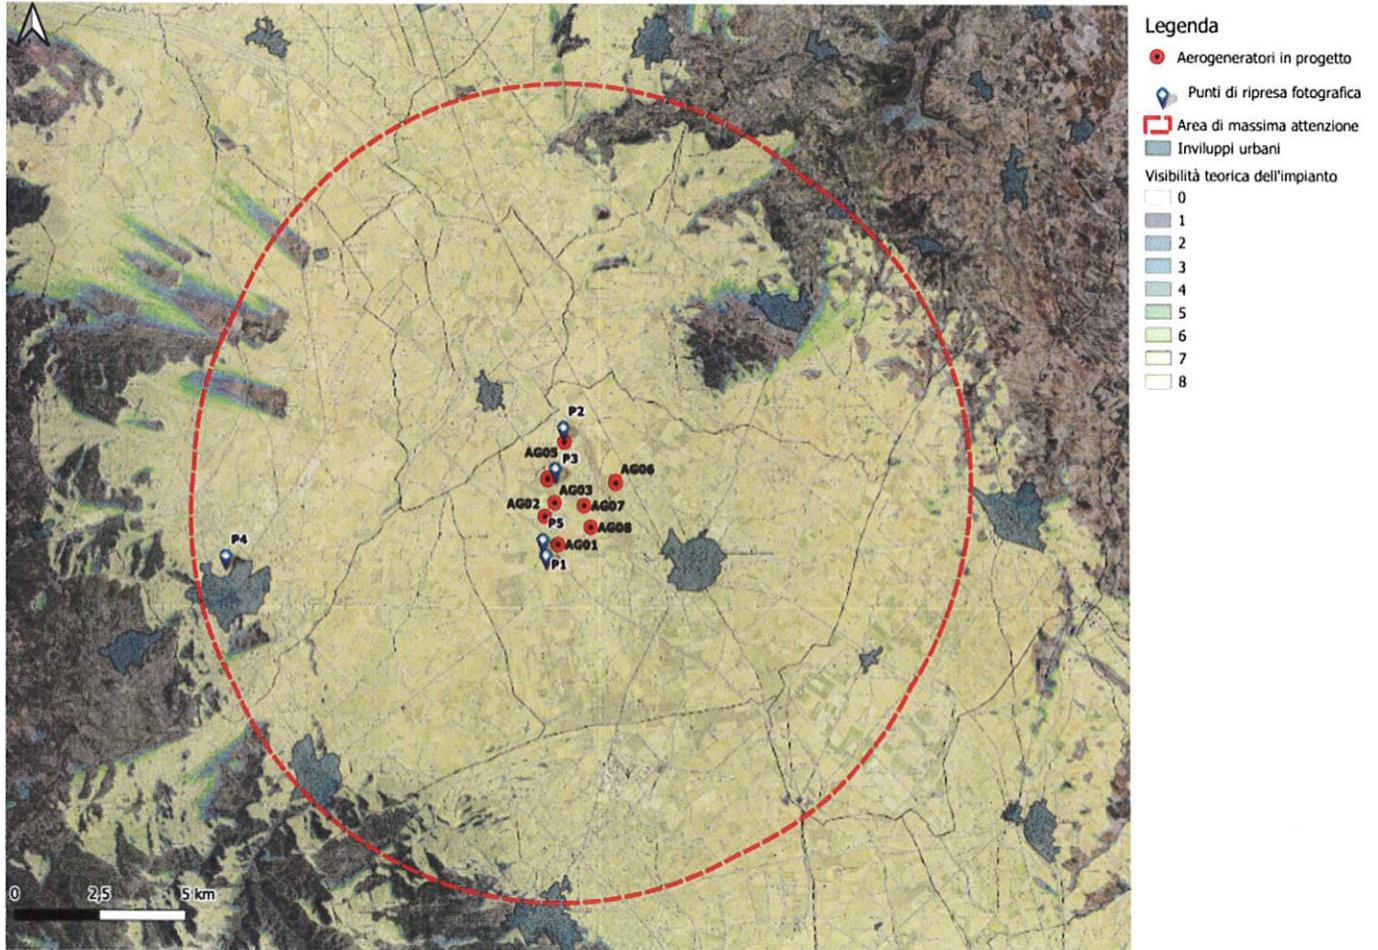 Legenda
Aerogeneratori in progetto
Punti di ripresa fotografica
Area di massima attenzione
Inviluppi urbani
Visibilità teorica dell'impianto
0
1
2
3
4
5
6
7
8
P2
AG05
P3
AG06
AG03
AG02
AG07
P5
AG08
AG01
P1
P4
0 2,5 5 km